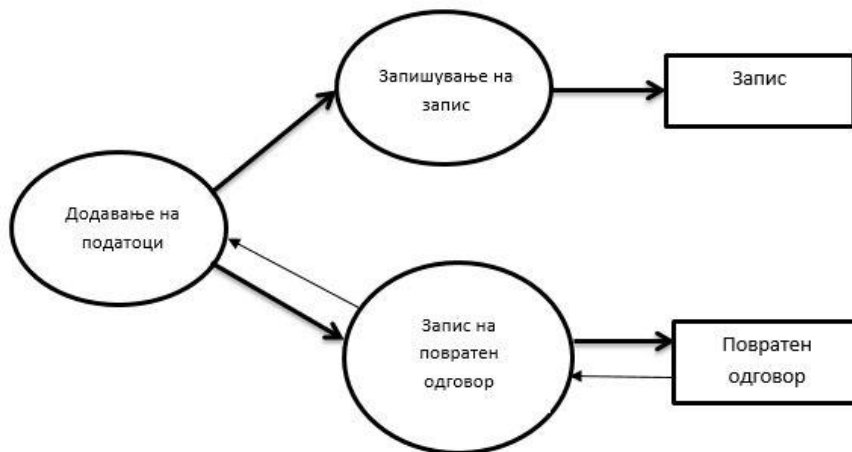 Запишување на
запис
Запис
Додавање на
податоци
Запис на
повратен
одговор
Повратен
одговор